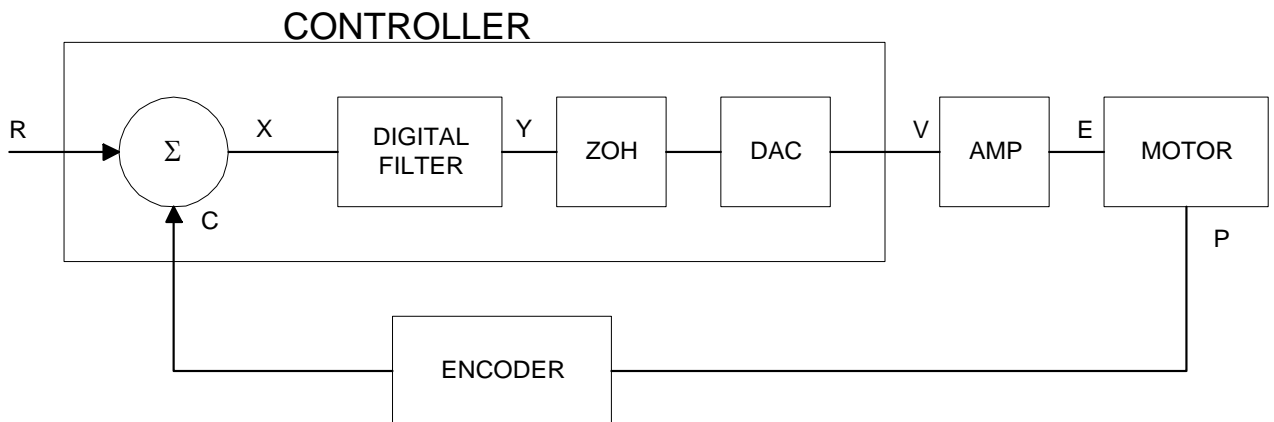 CONTROLLER
R
Σ
X
DIGITAL
FILTER
Y
ZOH
DAC
V
AMP
E
MOTOR
C
P
ENCODER